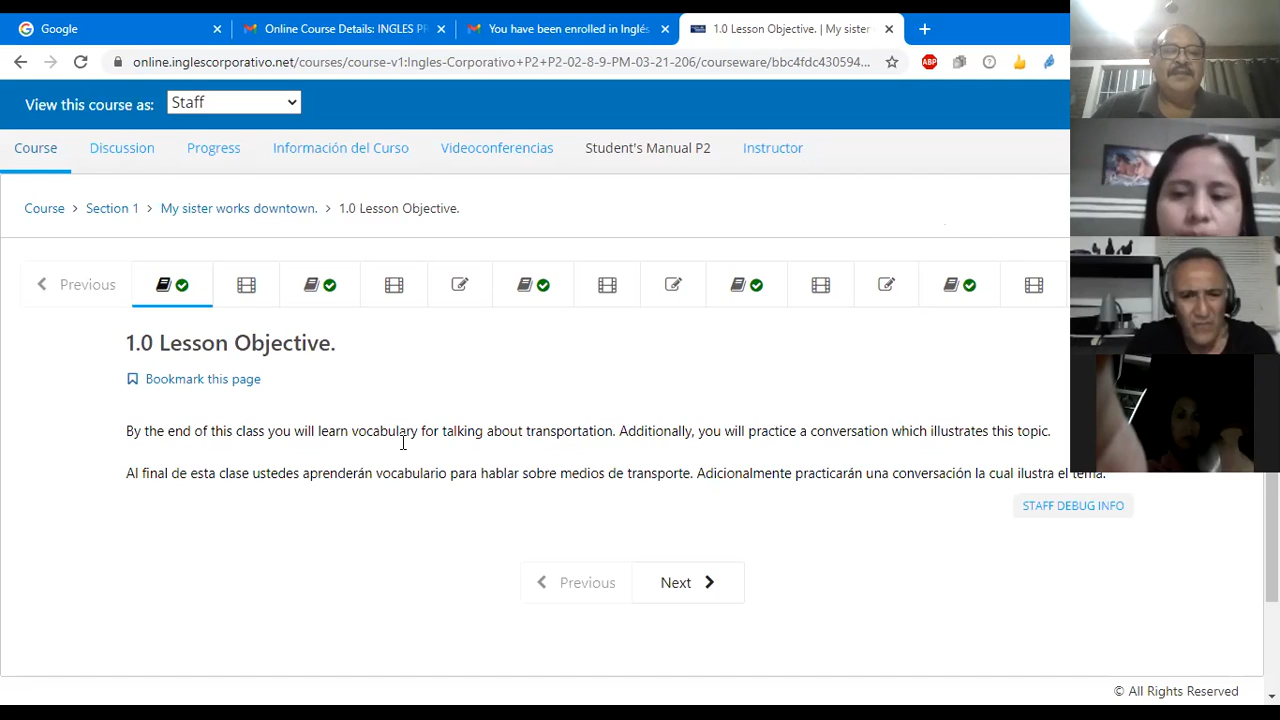 Google
Online Course Details: INGLES PR
You have been enrolled in Inglés
1.0 Lesson Objective. | My sister
online.inglescorporativo.net/courses/course-v1:Ingles-Corporativo+P2+P2-02-8-9-PM-03-21-206/courseware/bbc4fdc430594...
ABP
View this course as:
Staff
Course
Discussion
Progress
Información del Curso
Videoconferencias
Student's Manual P2
Instructor
Course > Section 1 > My sister works downtown. > 1.0 Lesson Objective.
Previous
1.0 Lesson Objective.
Bookmark this page
By the end of this class you will learn vocabulary for talking about transportation. Additionally, you will practice a conversation which illustrates this topic.
Al final de esta clase ustedes aprenderán vocabulario para hablar sobre medios de transporte. Adicionalmente practicarán una conversación la cual ilustra el tema.
STAFF DEBUG INFO
Previous
Next
© All Rights Reserved